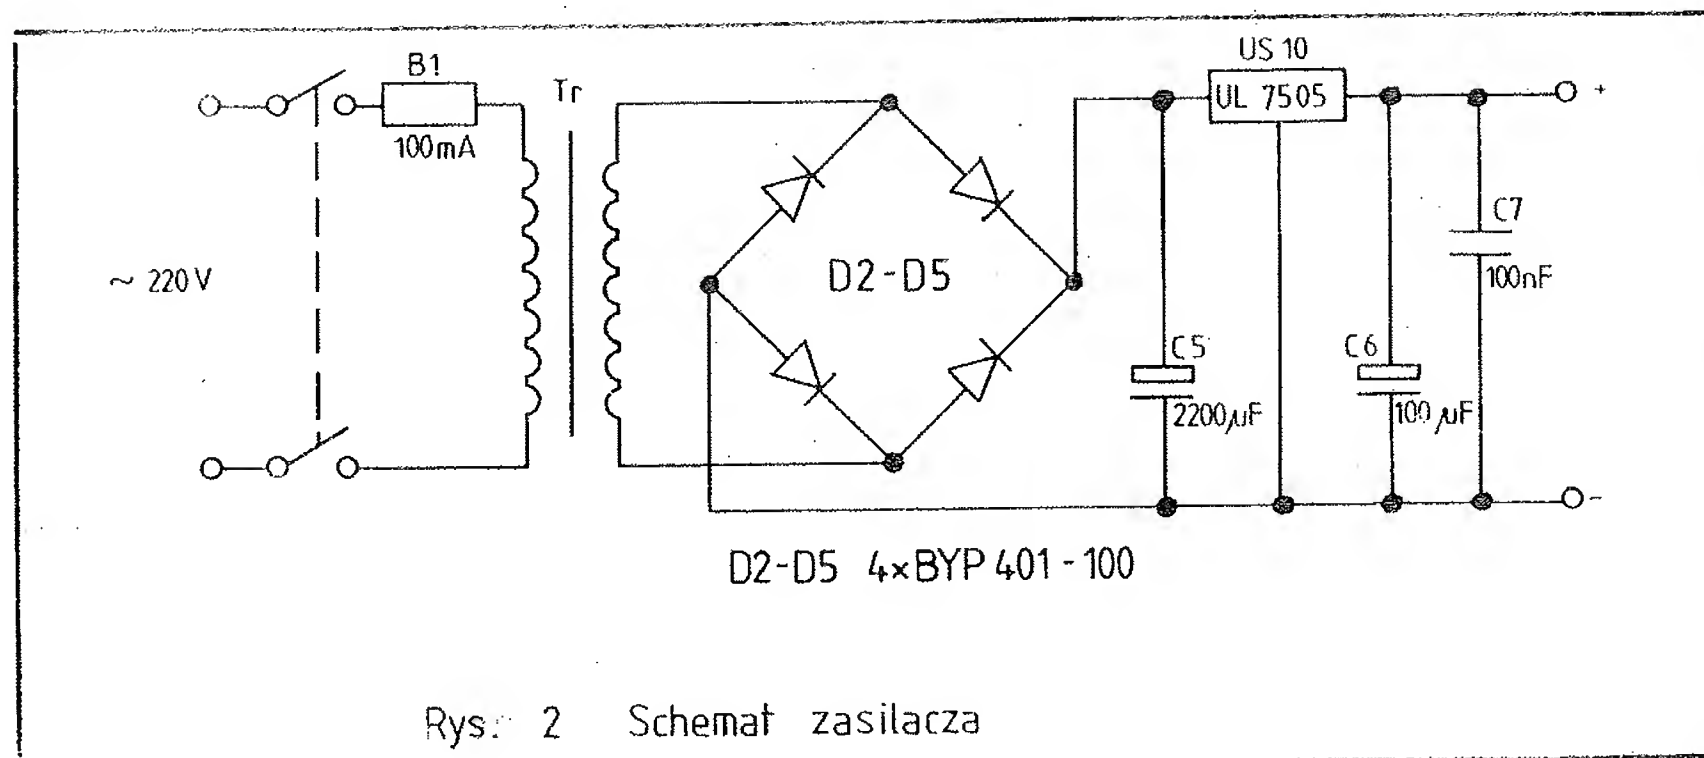 US 10
B1
Tr
UL 7505
+
100mA
C7
~ 220 V
D2-D5
100nF
C5
C6
2200µF
100µF
-
D2-D5 4×BYP 401-100
Rys. 2 Schemat zasilacza